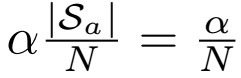 α |𝒮ₐ| / N = α / N